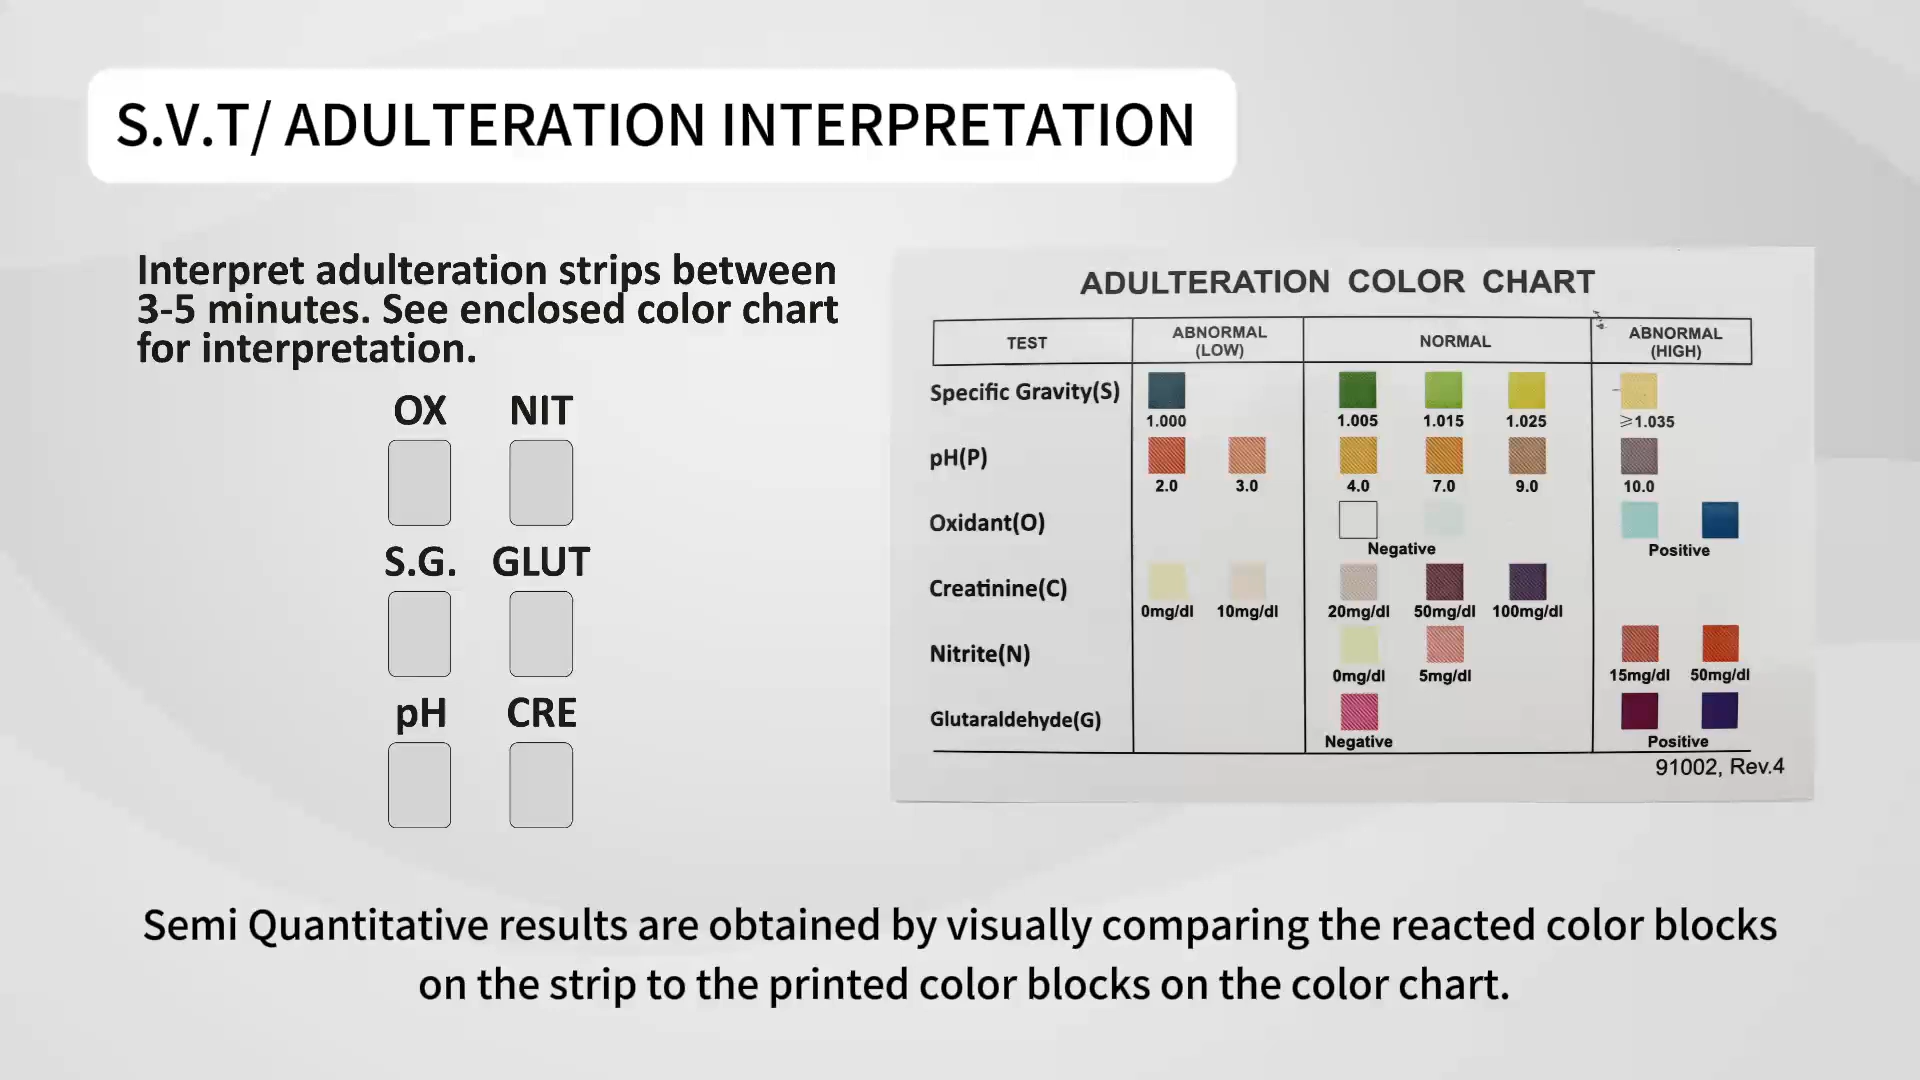 S.V.T/ ADULTERATION INTERPRETATION
Interpret adulteration strips between
3-5 minutes. See enclosed color chart
for interpretation.
OX NIT
S.G. GLUT
pH CRE
ADULTERATION COLOR CHART
TEST ABNORMAL (LOW) NORMAL ABNORMAL (HIGH)
Specific Gravity(S)
1.000 1.005 1.015 1.025 ⩾1.035
pH(P)
2.0 3.0 4.0 7.0 9.0 10.0
Oxidant(O)
Negative Positive
Creatinine(C)
0mg/dl 10mg/dl 20mg/dl 50mg/dl 100mg/dl
Nitrite(N)
0mg/dl 5mg/dl 15mg/dl 50mg/dl
Glutaraldehyde(G)
Negative Positive
91002, Rev.4
Semi Quantitative results are obtained by visually comparing the reacted color blocks
on the strip to the printed color blocks on the color chart.